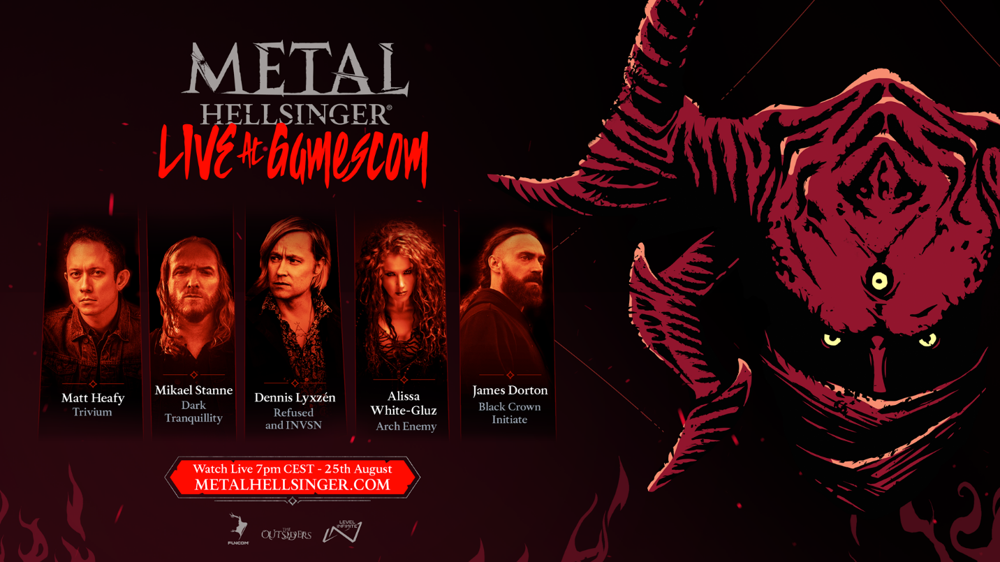 METAL
HELLSINGER®
LIVE At Gamescom
Matt Heafy
Trivium
Mikael Stanne
Dark
Tranquillity
Dennis Lyxzén
Refused
and INVSN
Alissa
White-Gluz
Arch Enemy
James Dorton
Black Crown
Initiate
Watch Live 7pm CEST - 25th August
METALHELLSINGER.COM
FUNCOM
THE
OUTSIDERS
LEVEL
INFINITE